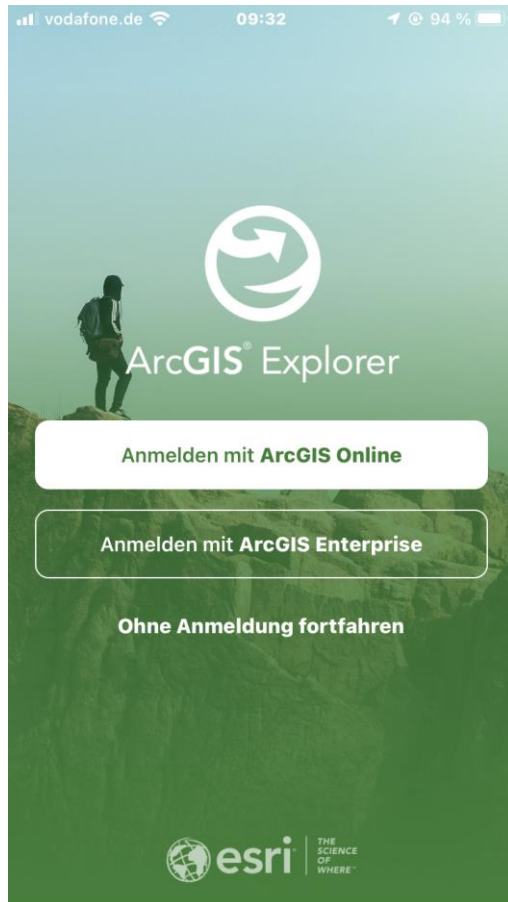 vodafone.de 09:32 94 %
ArcGIS® Explorer
Anmelden mit ArcGIS Online
Anmelden mit ArcGIS Enterprise
Ohne Anmeldung fortfahren
esri
THE
SCIENCE
OF
WHERE™